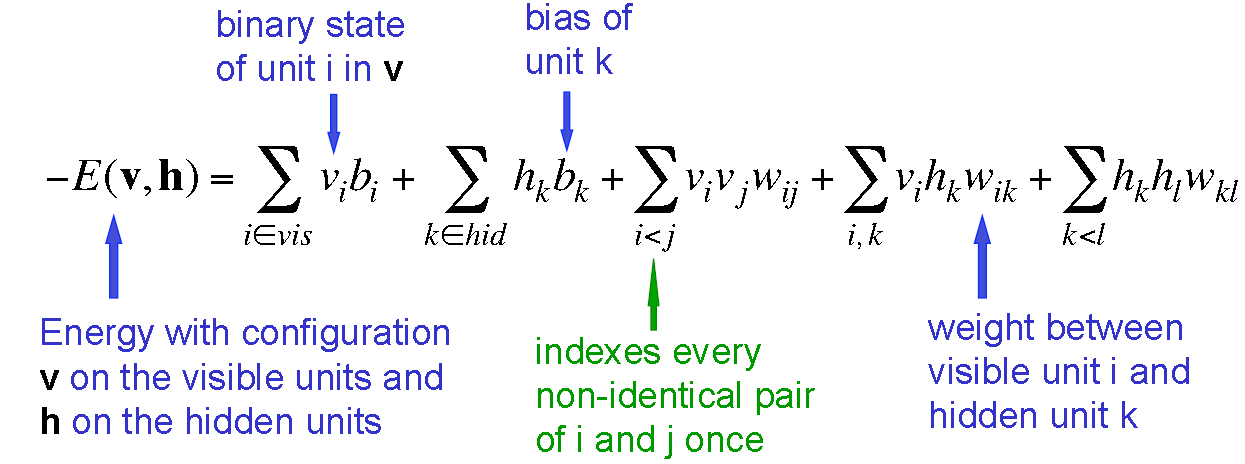 binary state
of unit i in v
bias of
unit k
−E(v,h) = ∑ i∈vis v_i b_i + ∑ k∈hid h_k b_k + ∑ i<j v_i v_j w_ij + ∑ i,k v_i h_k w_ik + ∑ k<l h_k h_l w_kl
Energy with configuration
v on the visible units and
h on the hidden units
indexes every
non-identical pair
of i and j once
weight between
visible unit i and
hidden unit k